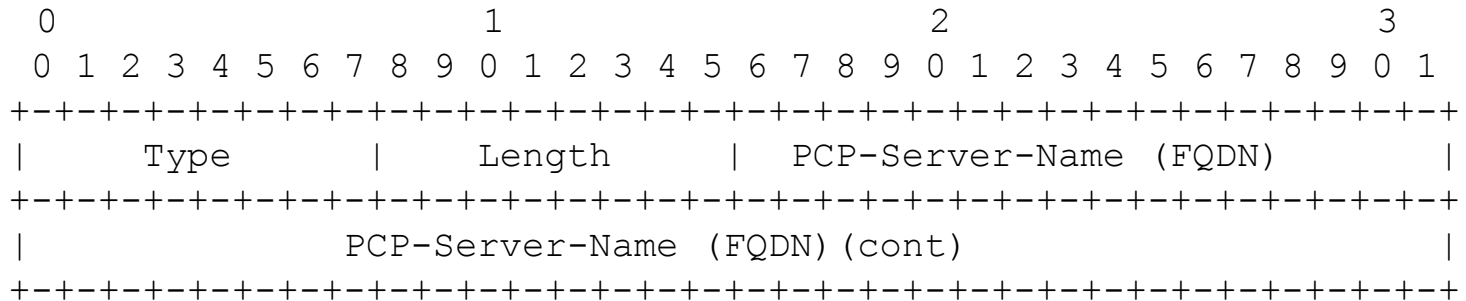 0                   1                   2                   3
 0 1 2 3 4 5 6 7 8 9 0 1 2 3 4 5 6 7 8 9 0 1 2 3 4 5 6 7 8 9 0 1
+-+-+-+-+-+-+-+-+-+-+-+-+-+-+-+-+-+-+-+-+-+-+-+-+-+-+-+-+-+-+-+-+
|     Type      |    Length     |  PCP-Server-Name (FQDN)       |
+-+-+-+-+-+-+-+-+-+-+-+-+-+-+-+-+-+-+-+-+-+-+-+-+-+-+-+-+-+-+-+-+
|              PCP-Server-Name (FQDN)(cont)                     |
+-+-+-+-+-+-+-+-+-+-+-+-+-+-+-+-+-+-+-+-+-+-+-+-+-+-+-+-+-+-+-+-+